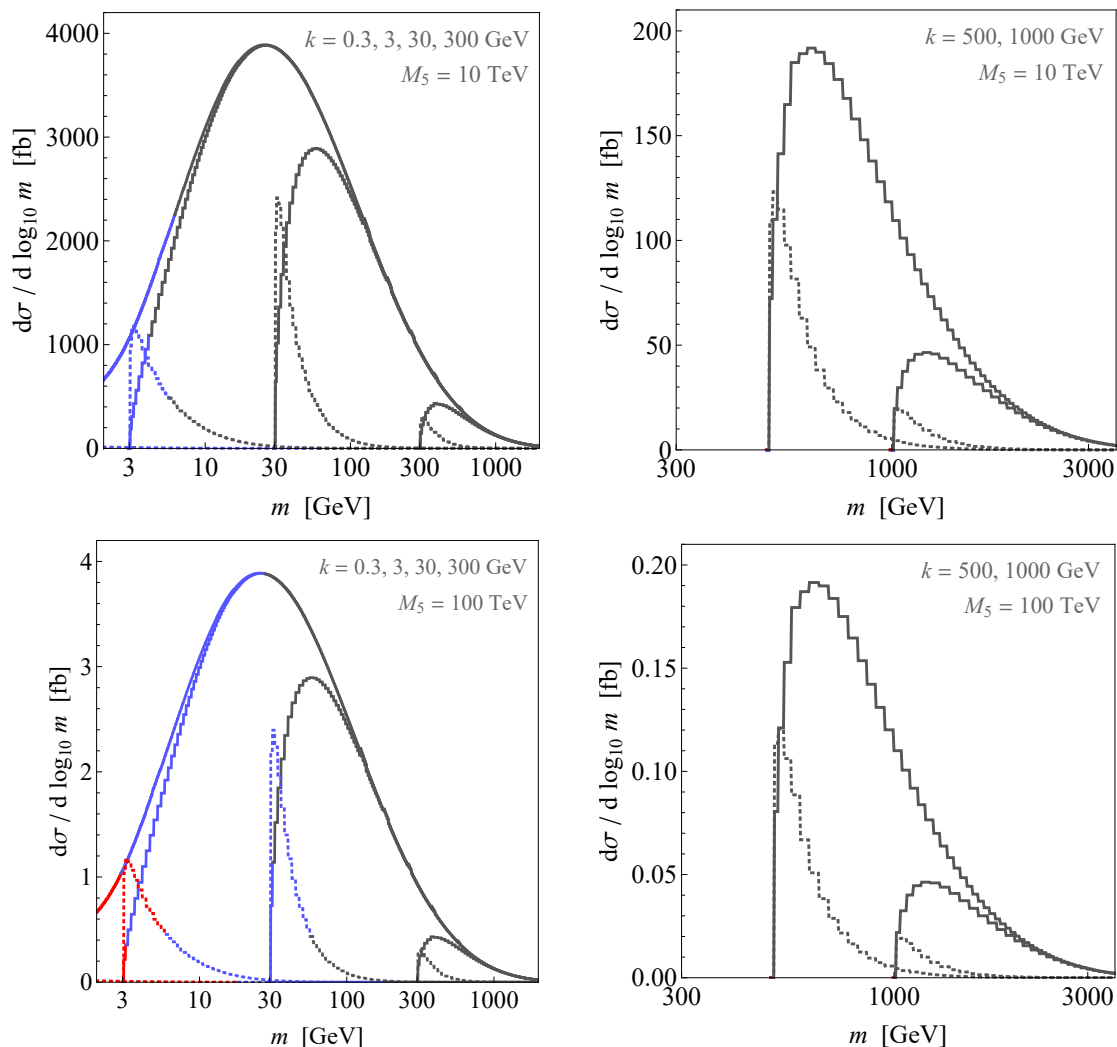 k = 0.3, 3, 30, 300 GeV
M₅ = 10 TeV
dσ / d log₁₀ m [fb]
4000
3000
2000
1000
0
3 10 30 100 300 1000
m [GeV]
k = 500, 1000 GeV
M₅ = 10 TeV
dσ / d log₁₀ m [fb]
200
150
100
50
0
300 1000 3000
m [GeV]
k = 0.3, 3, 30, 300 GeV
M₅ = 100 TeV
dσ / d log₁₀ m [fb]
4
3
2
1
0
3 10 30 100 300 1000
m [GeV]
k = 500, 1000 GeV
M₅ = 100 TeV
dσ / d log₁₀ m [fb]
0.20
0.15
0.10
0.05
0.00
300 1000 3000
m [GeV]